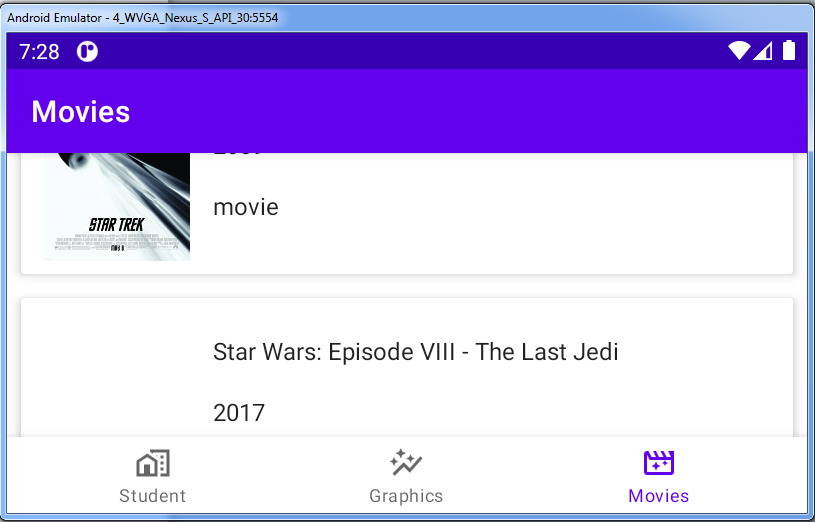 Android Emulator - 4_WVGA_Nexus_S_API_30:5554
7:28
Movies
movie
STAR TREK
Star Wars: Episode VIII - The Last Jedi
2017
Student
Graphics
Movies